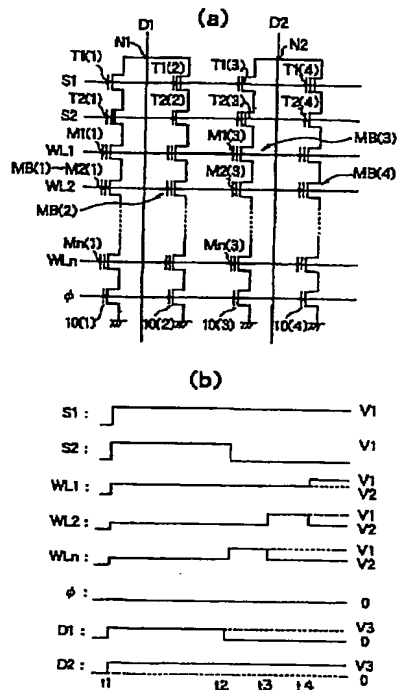 (a)
D1 D2
N1 N2
T1(1) T1(2) T1(3) T1(4)
S1
T2(1) T2(2) T2(3) T2(4)
S2
M1(1) M1(3) MB(3)
WL1
MB(1) M2(1) M2(3) MB(4)
WL2
MB(2)
Mn(1) Mn(3)
WLn
φ
10(1) 10(2) 10(3) 10(4)
(b)
S1 : V1
S2 : V1
WL1 : V1
V2
WL2 : V1
V2
WLn : V1
V2
φ : 0
D1 : V3
0
D2 : V3
0
t1 t2 t3 t4